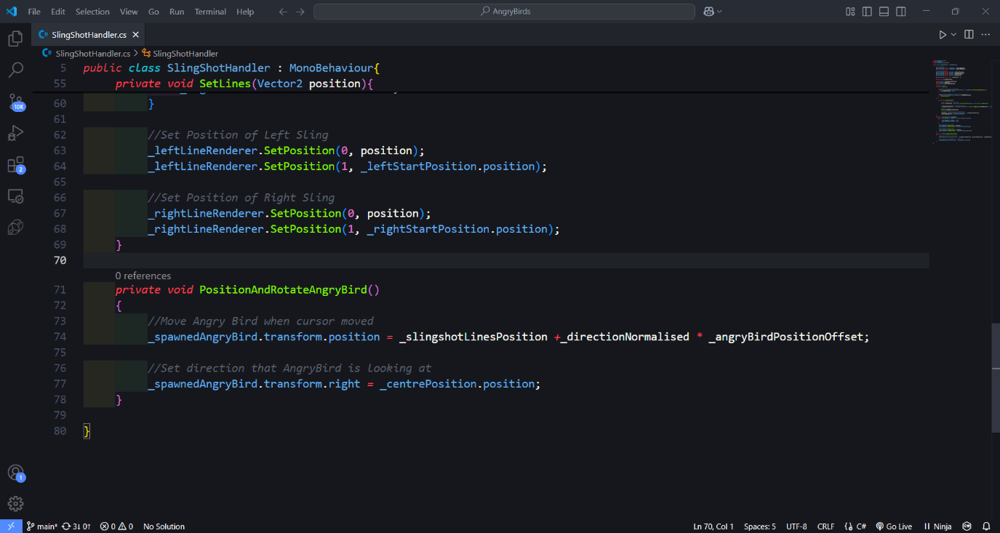 File Edit Selection View Go Run Terminal Help
AngryBirds
SlingShotHandler.cs
SlingShotHandler.cs > SlingShotHandler
5 public class SlingShotHandler : MonoBehaviour{
55 private void SetLines(Vector2 position){
60 }
61
62 //Set Position of Left Sling
63 _leftLineRenderer.SetPosition(0, position);
64 _leftLineRenderer.SetPosition(1, _leftStartPosition.position);
65
66 //Set Position of Right Sling
67 _rightLineRenderer.SetPosition(0, position);
68 _rightLineRenderer.SetPosition(1, _rightStartPosition.position);
69 }
70
0 references
71 private void PositionAndRotateAngryBird()
72 {
73 //Move Angry Bird when cursor moved
74 _spawnedAngryBird.transform.position = _slingshotLinesPosition +_directionNormalised * _angryBirdPositionOffset;
75
76 //Set direction that AngryBird is looking at
77 _spawnedAngryBird.transform.right = _centrePosition.position;
78 }
79
80 }
10K
2
1
main* 3↓ 0↑ 0 0 No Solution Ln 70, Col 1 Spaces: 5 UTF-8 CRLF {} C# Go Live Ninja